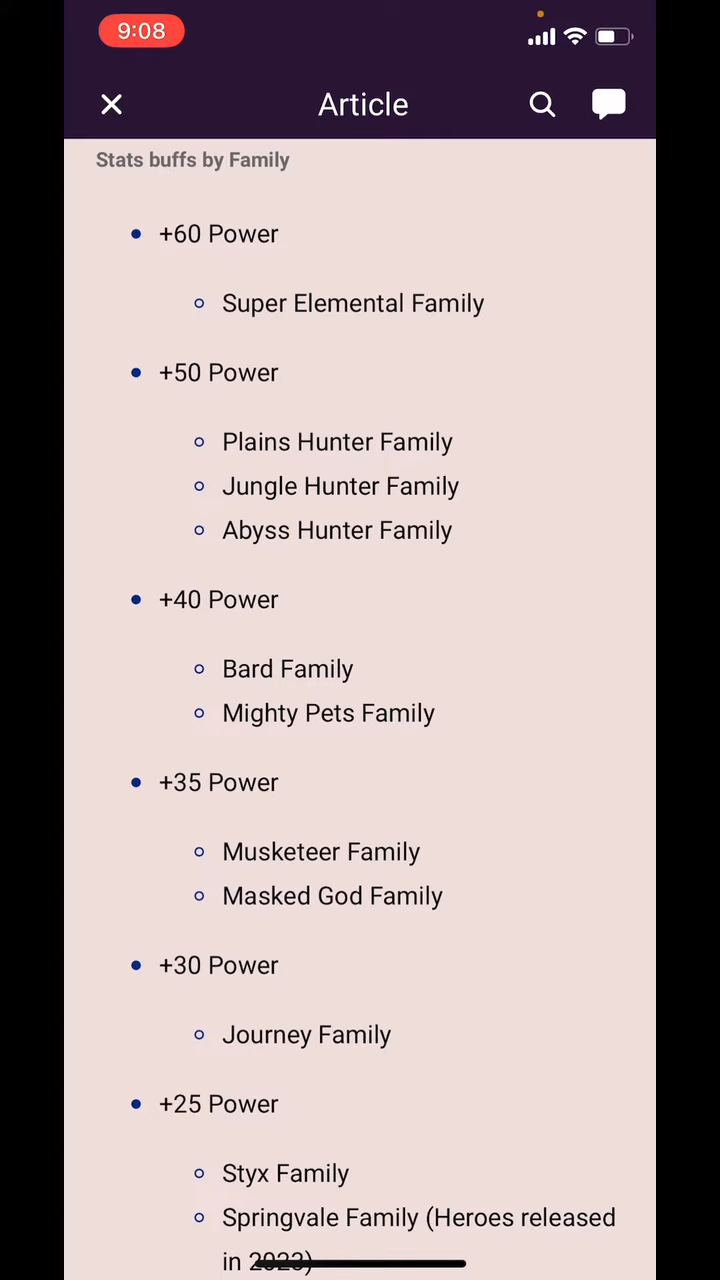 9:08
Article
Stats buffs by Family
+60 Power
Super Elemental Family
+50 Power
Plains Hunter Family
Jungle Hunter Family
Abyss Hunter Family
+40 Power
Bard Family
Mighty Pets Family
+35 Power
Musketeer Family
Masked God Family
+30 Power
Journey Family
+25 Power
Styx Family
Springvale Family (Heroes released
in 2023)